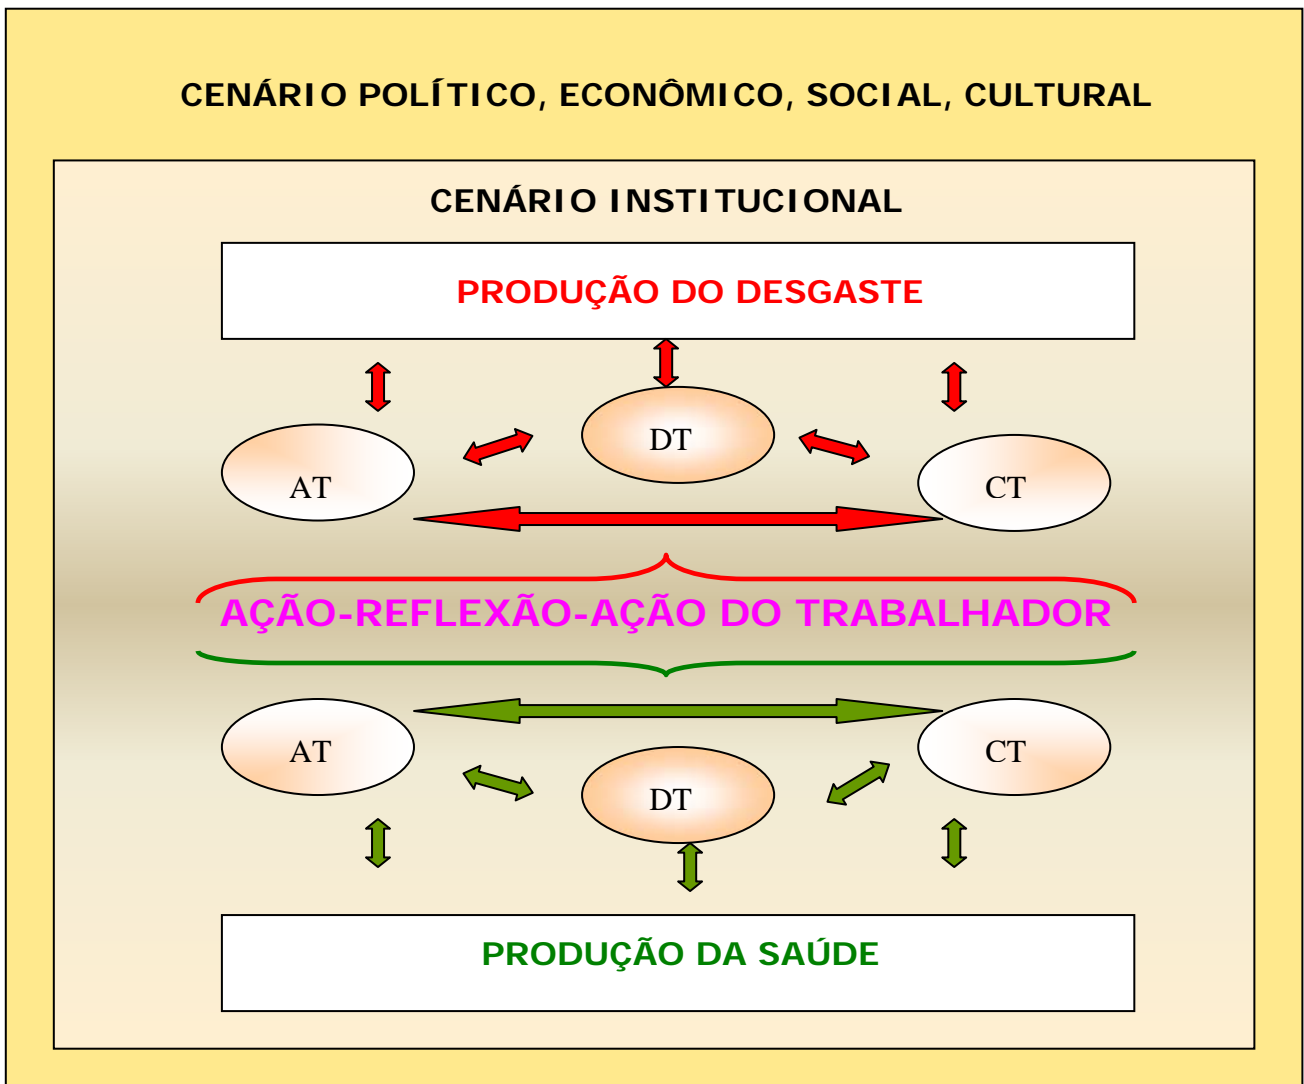 CENÁRIO POLÍTICO, ECONÔMICO, SOCIAL, CULTURAL
CENÁRIO INSTITUCIONAL
PRODUÇÃO DO DESGASTE
DT
AT
CT
AÇÃO-REFLEXÃO-AÇÃO DO TRABALHADOR
AT
CT
DT
PRODUÇÃO DA SAÚDE